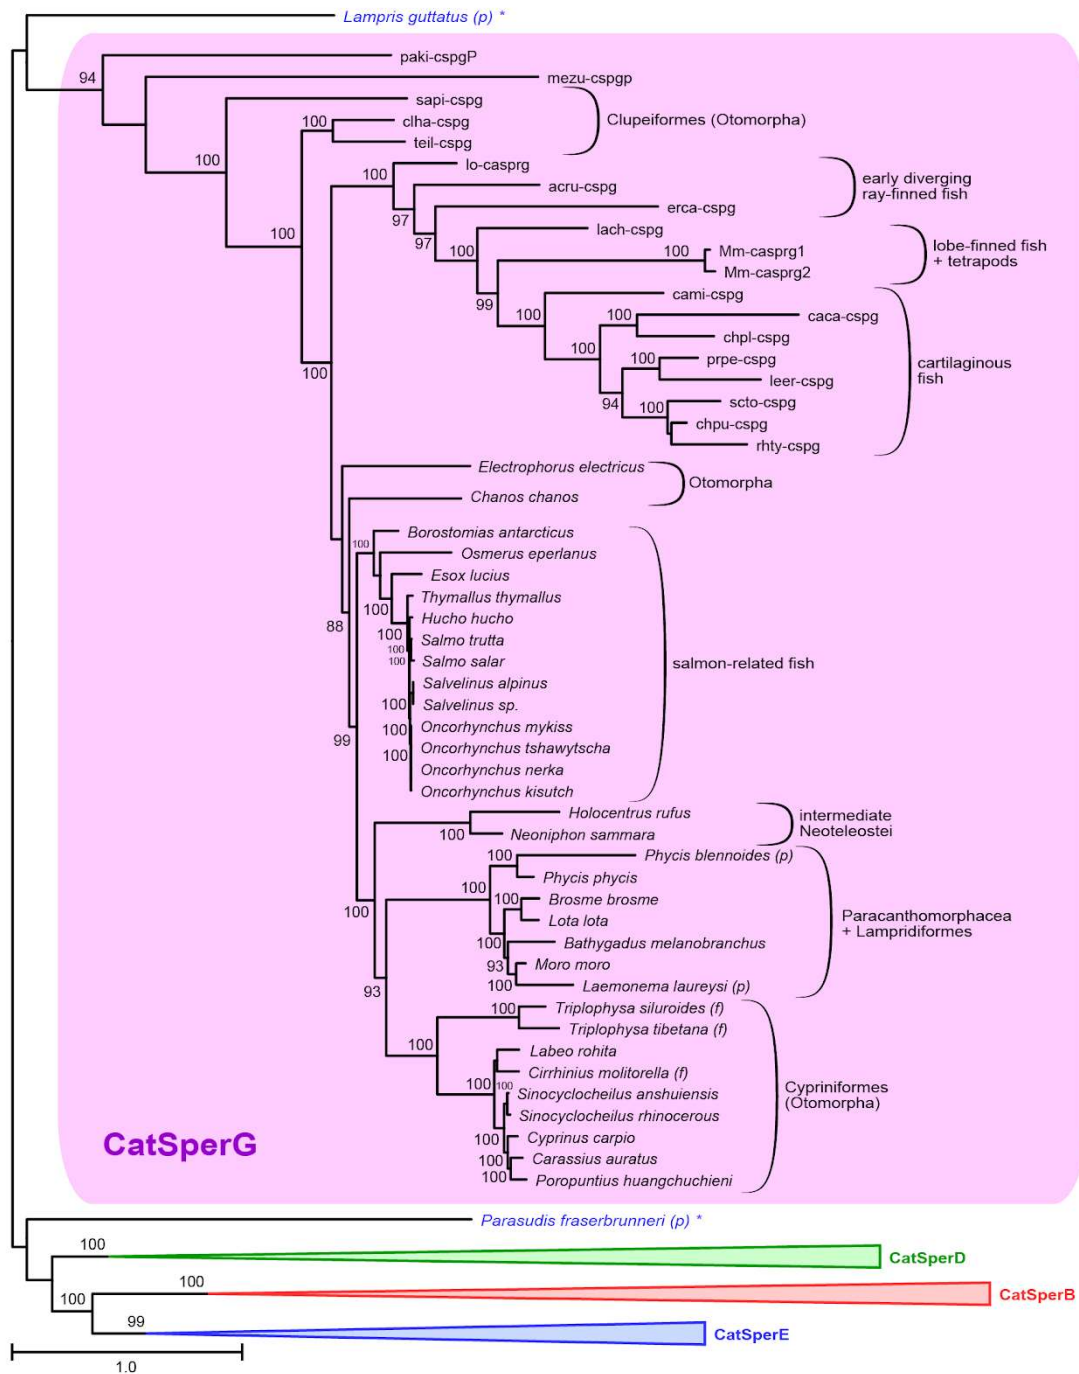 Lampris guttatus (p) *
paki-cspgP
94
mezu-cspgp
sapi-cspg
clha-cspg
100
teil-cspg
Clupeiformes (Otomorpha)
100
lo-casprg
100
acru-cspg
early diverging
ray-finned fish
97
erca-cspg
100
97
lach-cspg
100
Mm-casprg1
100
Mm-casprg2
lobe-finned fish
+ tetrapods
99
cami-cspg
100
caca-cspg
100
chpl-cspg
100
prpe-cspg
100
leer-cspg
cartilaginous
fish
100
94
scto-cspg
100
chpu-cspg
rhty-cspg
Electrophorus electricus
Chanos chanos
Otomorpha
Borostomias antarcticus
100
Osmerus eperlanus
Esox lucius
100
Thymallus thymallus
Hucho hucho
88
100
Salmo trutta
100
100
Salmo salar
salmon-related fish
Salvelinus alpinus
100
Salvelinus sp.
100
Oncorhynchus mykiss
99
100
Oncorhynchus tshawytscha
Oncorhynchus nerka
Oncorhynchus kisutch
Holocentrus rufus
100
Neoniphon sammara
intermediate
Neoteleostei
100
Phycis blennoides (p)
100
Phycis phycis
100
Brosme brosme
100
Lota lota
Paracanthomorphacea
+ Lampridiformes
100
Bathygadus melanobranchus
93
Moro moro
93
100
Laemonema laureysi (p)
100
Triplophysa siluroides (f)
Triplophysa tibetana (f)
100
Labeo rohita
Cirrhinius molitorella (f)
100
100
Sinocyclocheilus anshuiensis
Sinocyclocheilus rhinocerous
Cypriniformes
(Otomorpha)
100
Cyprinus carpio
100
Carassius auratus
100
Poropuntius huangchuchieni
CatSperG
Parasudis fraserbrunneri (p) *
100
CatSperD
100
CatSperB
100
99
CatSperE
1.0